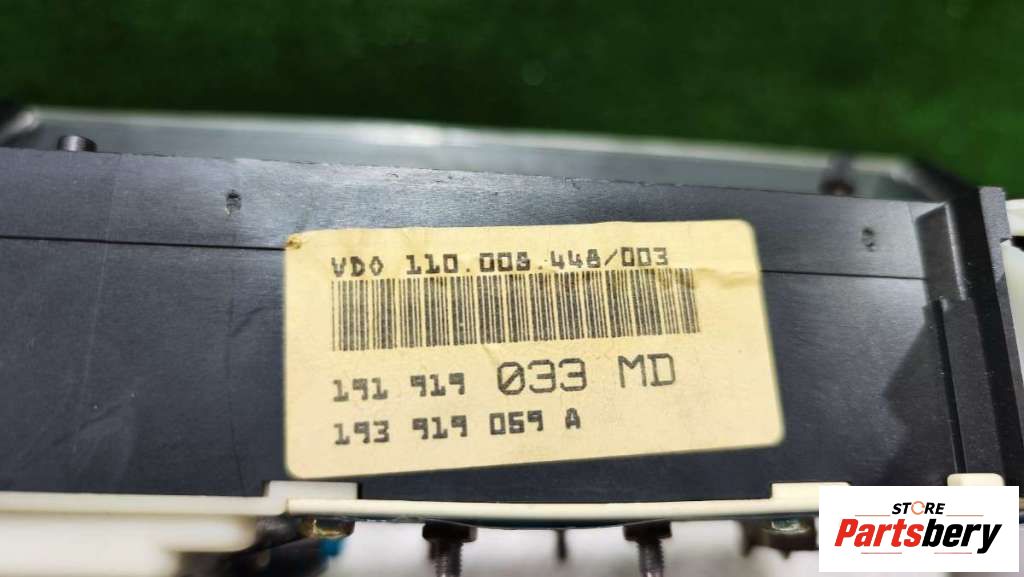 VDO 110.008.448/003
191 919 033 MD
193 919 059 A
STORE
Partsbery